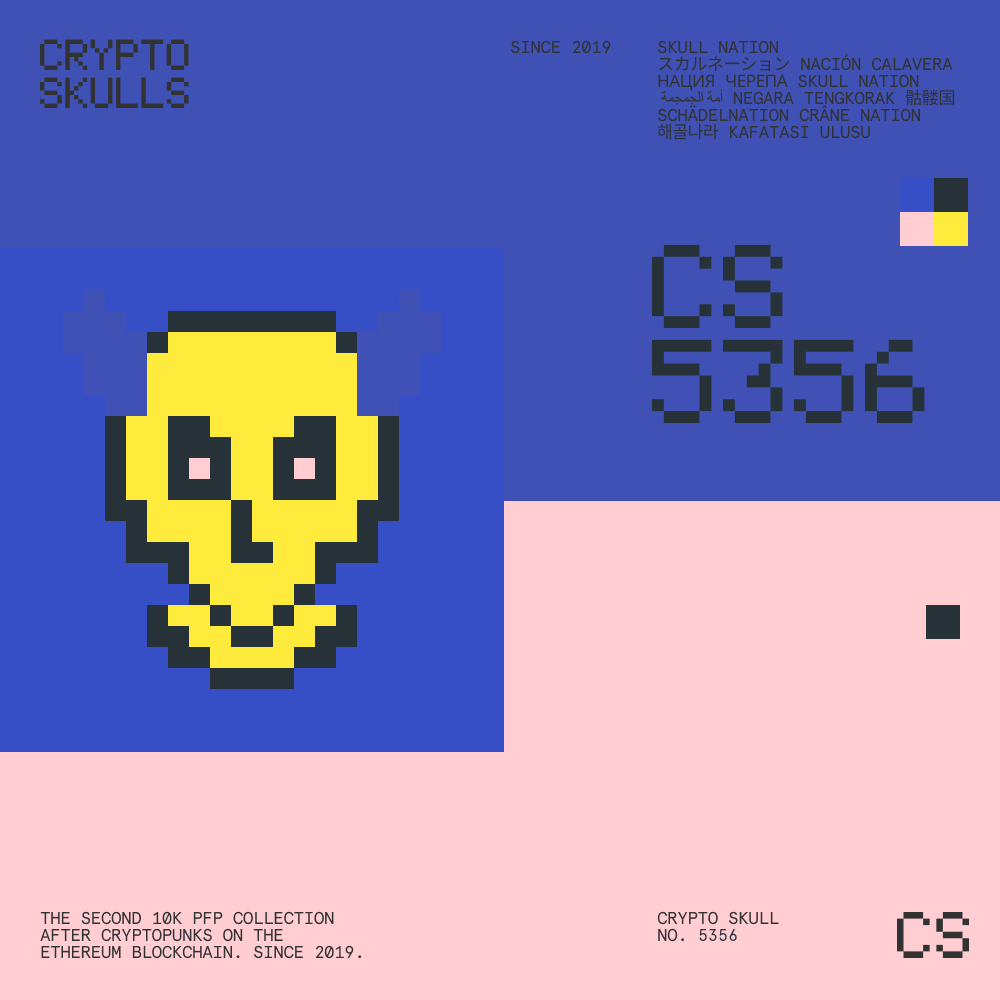 CRYPTO
SKULLS
SINCE 2019
SKULL NATION
スカルネーション NACIÓN CALAVERA
НАЦИЯ ЧЕРЕПА SKULL NATION
أمة الجمجمة NEGARA TENGKORAK 骷髅国
SCHÄDELNATION CRÂNE NATION
해골나라 KAFATASI ULUSU
CS
5356
THE SECOND 10K PFP COLLECTION
AFTER CRYPTOPUNKS ON THE
ETHEREUM BLOCKCHAIN. SINCE 2019.
CRYPTO SKULL
NO. 5356
CS